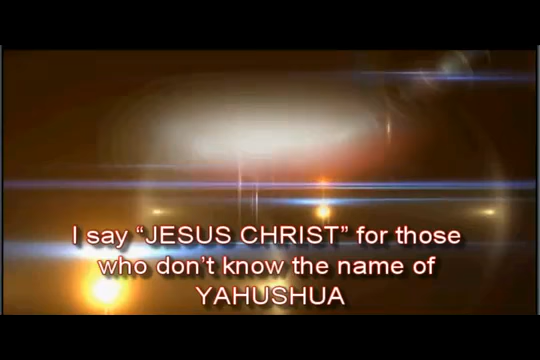 I say “JESUS CHRIST” for those
who don’t know the name of
YAHUSHUA